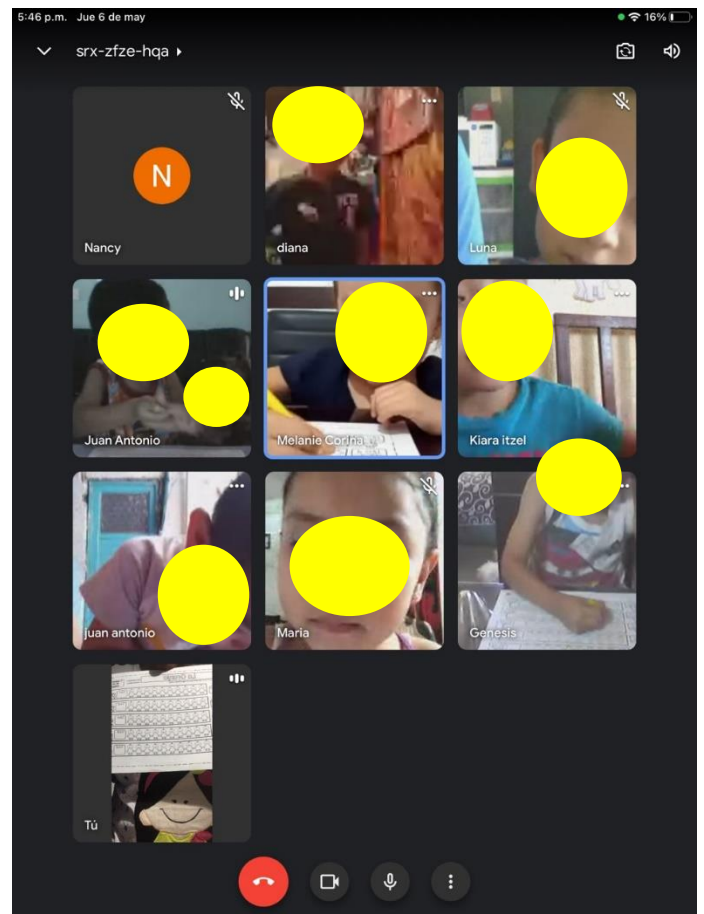 5:46 p.m. Jue 6 de may 16%
srx-zfze-hqa
N
Nancy
diana
Luna
Juan Antonio
Melanie Corina
Kiara itzel
juan antonio
Maria
Genesis
Tú